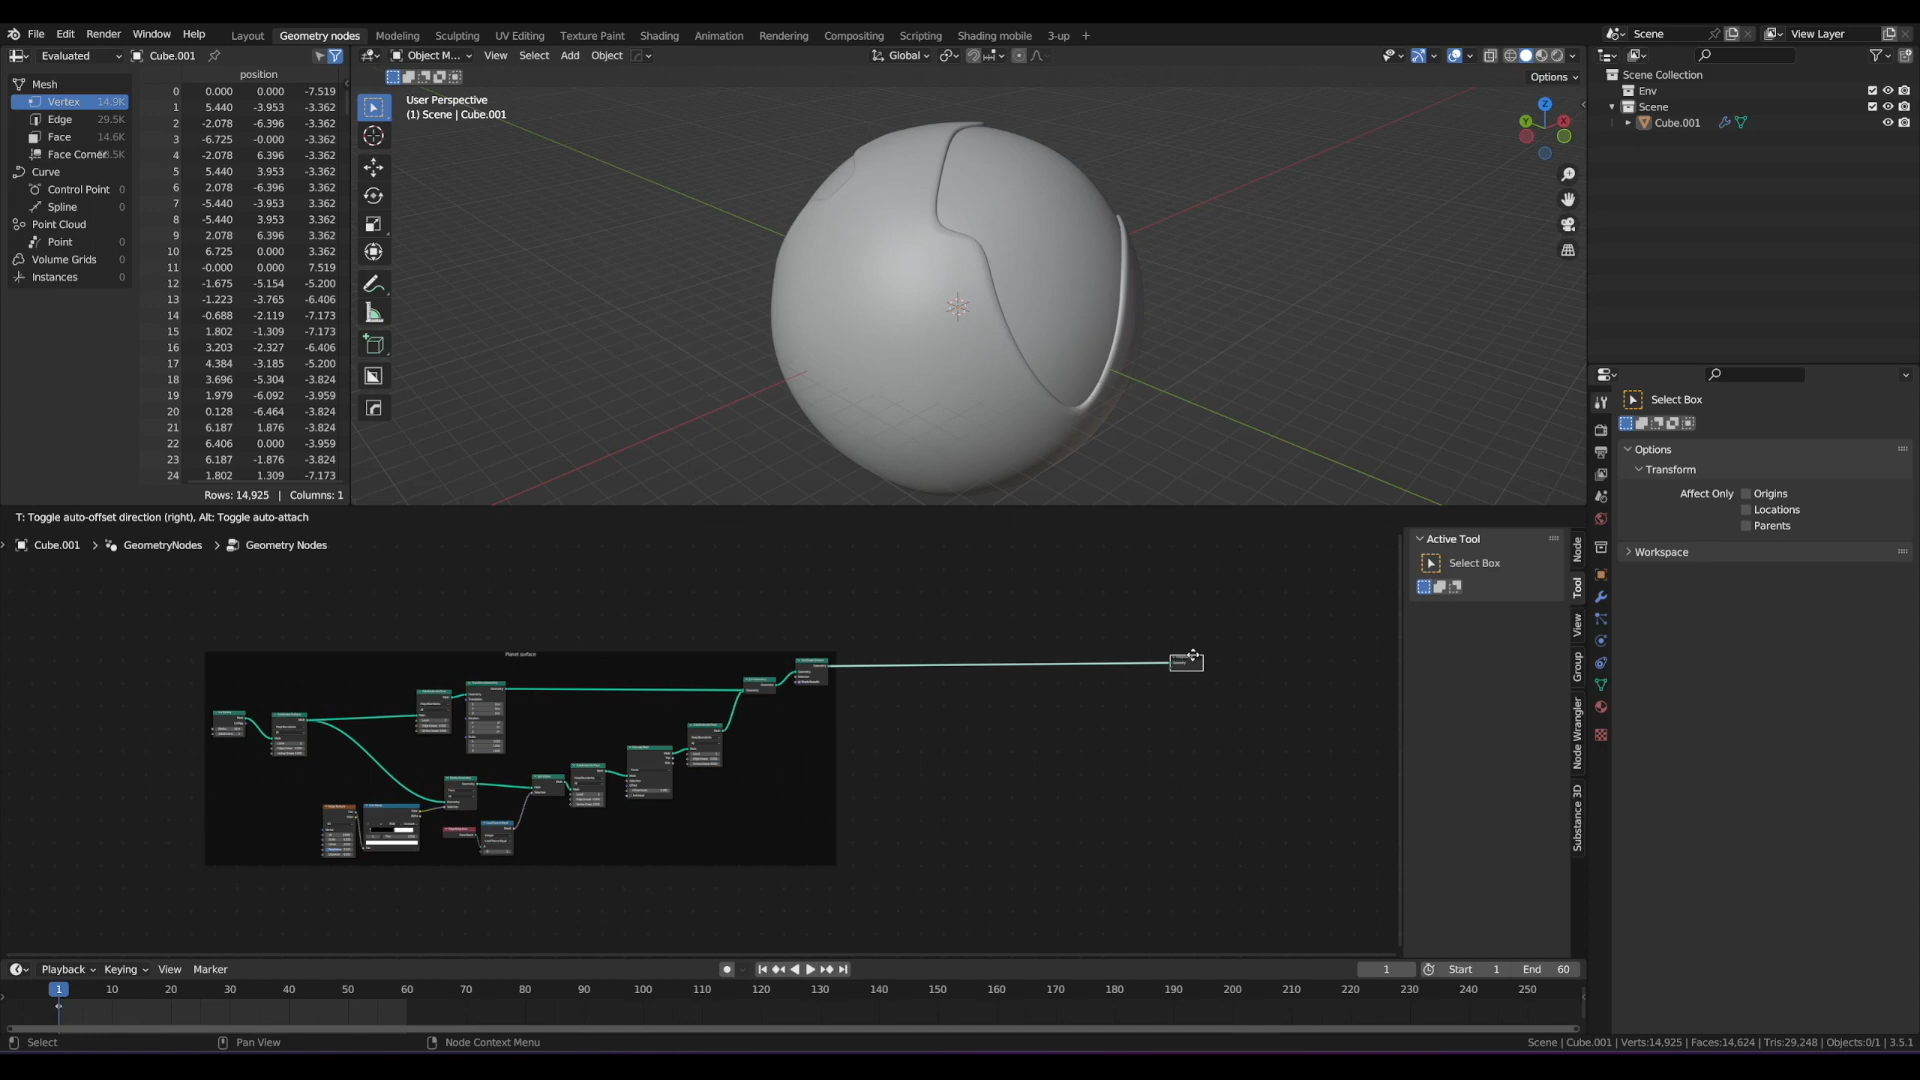 File Edit Render Window Help Layout Geometry nodes Modeling Sculpting UV Editing Texture Paint Shading Animation Rendering Compositing Scripting Shading mobile 3-up + Scene View Layer
Evaluated Cube.001 Object M... View Select Add Object Global
position
Mesh
Vertex 14.9K
Edge 29.5K
Face 14.6K
Face Corner
Curve
Control Point 0
Spline 0
Point Cloud
Point 0
Volume Grids 0
Instances 0
0 0.000 0.000 -7.519
1 5.440 -3.953 -3.362
2 -2.078 -6.396 -3.362
3 -6.725 -0.000 -3.362
4 -2.078 6.396 -3.362
5 5.440 3.953 -3.362
6 2.078 -6.396 3.362
7 -5.440 -3.953 3.362
8 -5.440 3.953 3.362
9 2.078 6.396 3.362
10 6.725 0.000 3.362
11 -0.000 0.000 7.519
12 -1.675 -5.154 -5.200
13 -1.223 -3.765 -6.406
14 -0.688 -2.119 -7.173
15 1.802 -1.309 -7.173
16 3.203 -2.327 -6.406
17 4.384 -3.185 -5.200
18 3.696 -5.304 -3.824
19 1.979 -6.092 -3.959
20 0.128 -6.464 -3.824
21 6.187 1.876 -3.824
22 6.406 0.000 -3.959
23 6.187 -1.876 -3.824
24 1.802 1.309 -7.173
Rows: 14,925 | Columns: 1
Options
User Perspective
(1) Scene | Cube.001
Z
Y
X
Scene Collection
Env
Scene
Cube.001
Select Box
Options
Transform
Affect Only Origins
Locations
Parents
Workspace
T: Toggle auto-offset direction (right), Alt: Toggle auto-attach
Cube.001 > GeometryNodes > Geometry Nodes
Planet surface
Active Tool
Select Box
Node
Tool
View
Group
Node Wrangler
Substance 3D
Playback Keying View Marker
1 Start 1 End 60
1 10 20 30 40 50 60 70 80 90 100 110 120 130 140 150 160 170 180 190 200 210 220 230 240 250
Select Pan View Node Context Menu
Scene | Cube.001 | Verts:14,925 | Faces:14,624 | Tris:29,248 | Objects:0/1 | 3.5.1